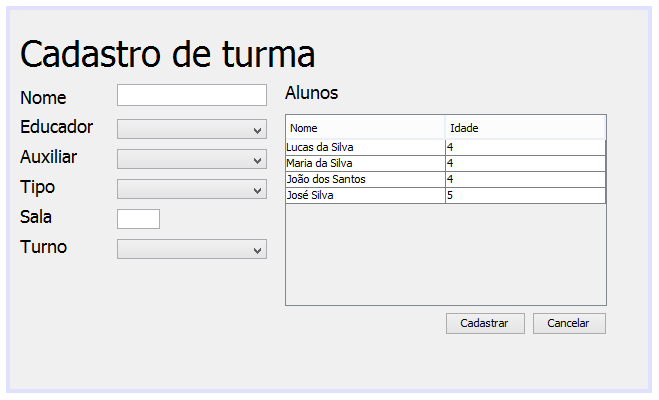 Cadastro de turma
Nome
Educador
Auxiliar
Tipo
Sala
Turno
Alunos
Nome Idade
Lucas da Silva 4
Maria da Silva 4
João dos Santos 4
José Silva 5
Cadastrar Cancelar